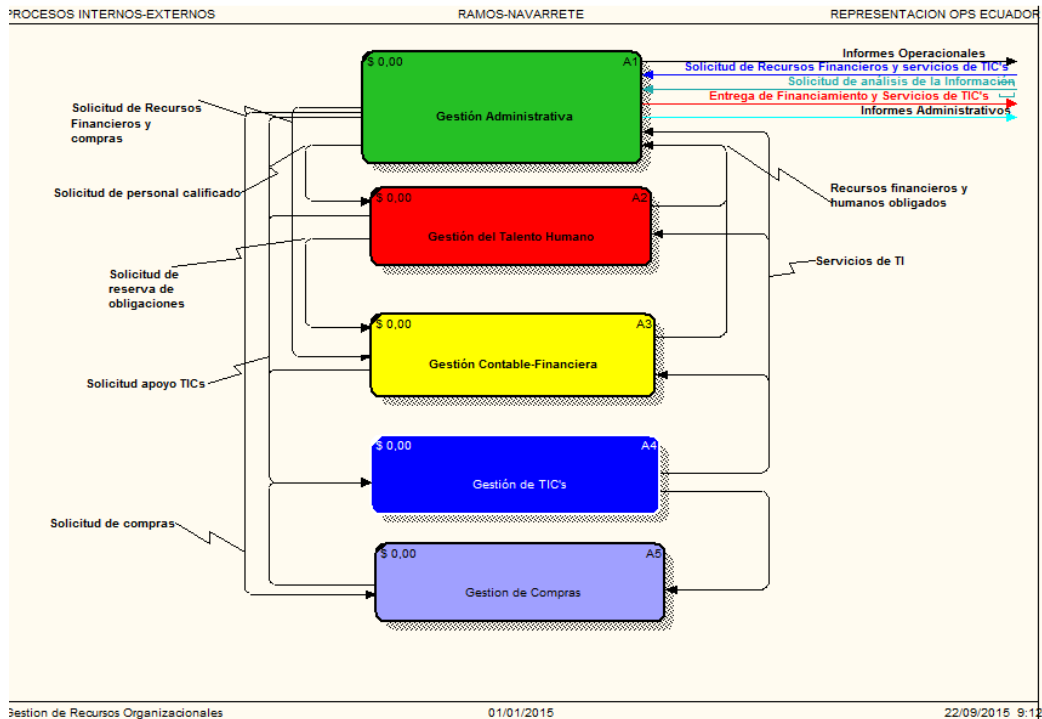 PROCESOS INTERNOS-EXTERNOS
RAMOS-NAVARRETE
REPRESENTACION OPS ECUADOR
$ 0,00
A1
Gestión Administrativa
Informes Operacionales
Solicitud de Recursos Financieros y servicios de TIC's
Solicitud de análisis de la Información
Entrega de Financiamiento y Servicios de TIC's
Informes Administrativos
Solicitud de Recursos
Financieros y
compras
Solicitud de personal calificado
$ 0,00
A2
Gestión del Talento Humano
Recursos financieros y
humanos obligados
Servicios de TI
Solicitud de
reserva de
obligaciones
$ 0,00
A3
Gestión Contable-Financiera
Solicitud apoyo TICs
$ 0,00
A4
Gestión de TIC's
Solicitud de compras
$ 0,00
A5
Gestion de Compras
Gestion de Recursos Organizacionales
01/01/2015
22/09/2015 9:12